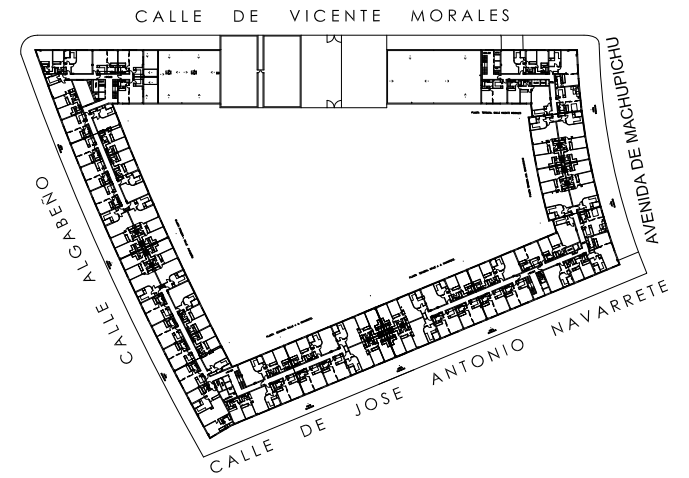 CALLE DE VICENTE MORALES
AVENIDA DE MACHUPICHU
CALLE ALGABEÑO
CALLE DE JOSE ANTONIO NAVARRETE